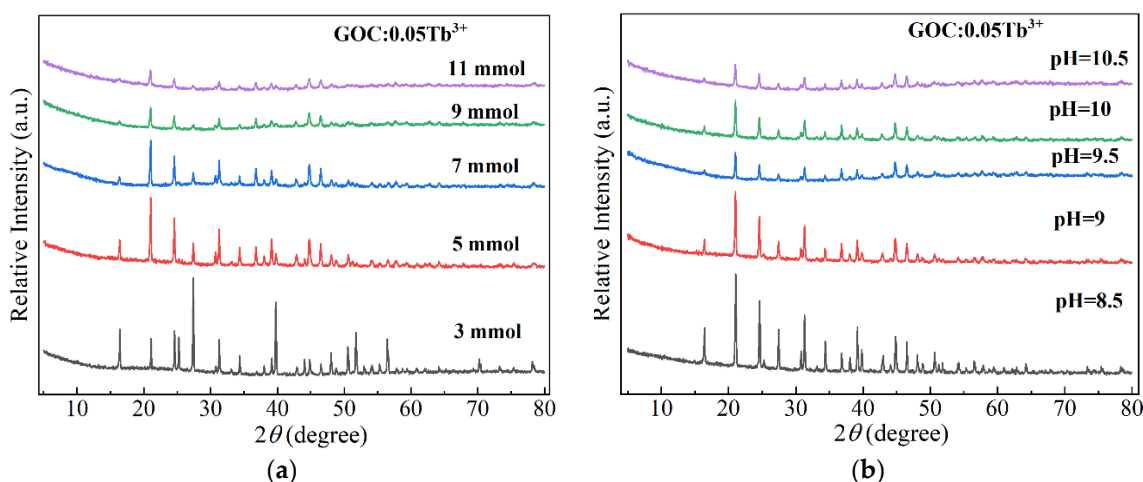 GOC:0.05Tb³⁺
11 mmol
9 mmol
7 mmol
5 mmol
3 mmol
Relative Intensity (a.u.)
10 20 30 40 50 60 70 80
2θ (degree)
(a)
GOC:0.05Tb³⁺
pH=10.5
pH=10
pH=9.5
pH=9
pH=8.5
Relative Intensity (a.u.)
10 20 30 40 50 60 70 80
2θ (degree)
(b)